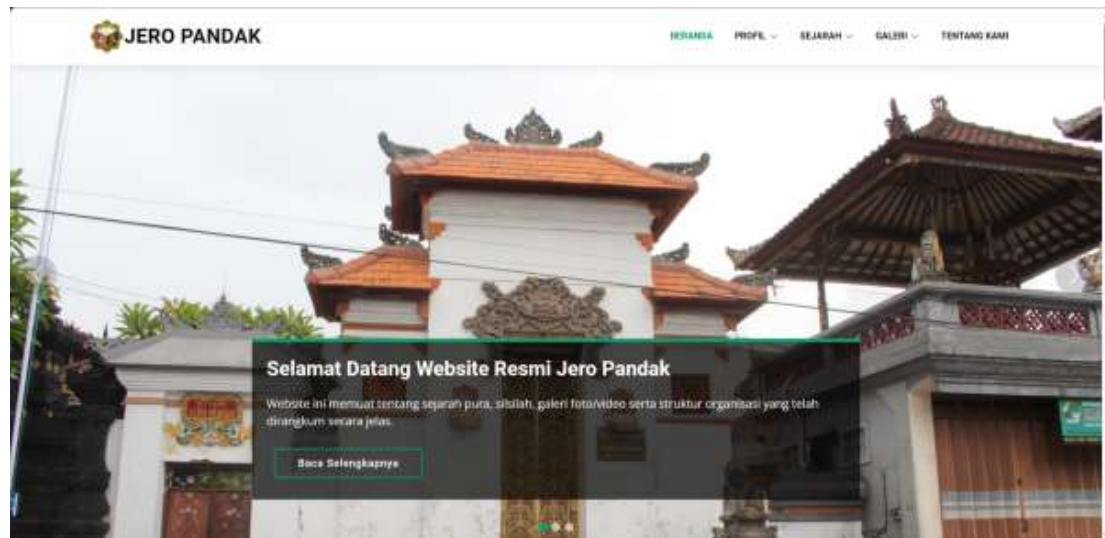 JERO PANDAK
BERANDA PROFIL SEJARAH GALERI TENTANG KAMI
Selamat Datang Website Resmi Jero Pandak
Website ini memuat tentang sejarah pura, silsilah, galeri foto/video serta struktur organisasi yang telah
dirangkum secara jelas.
Baca Selengkapnya